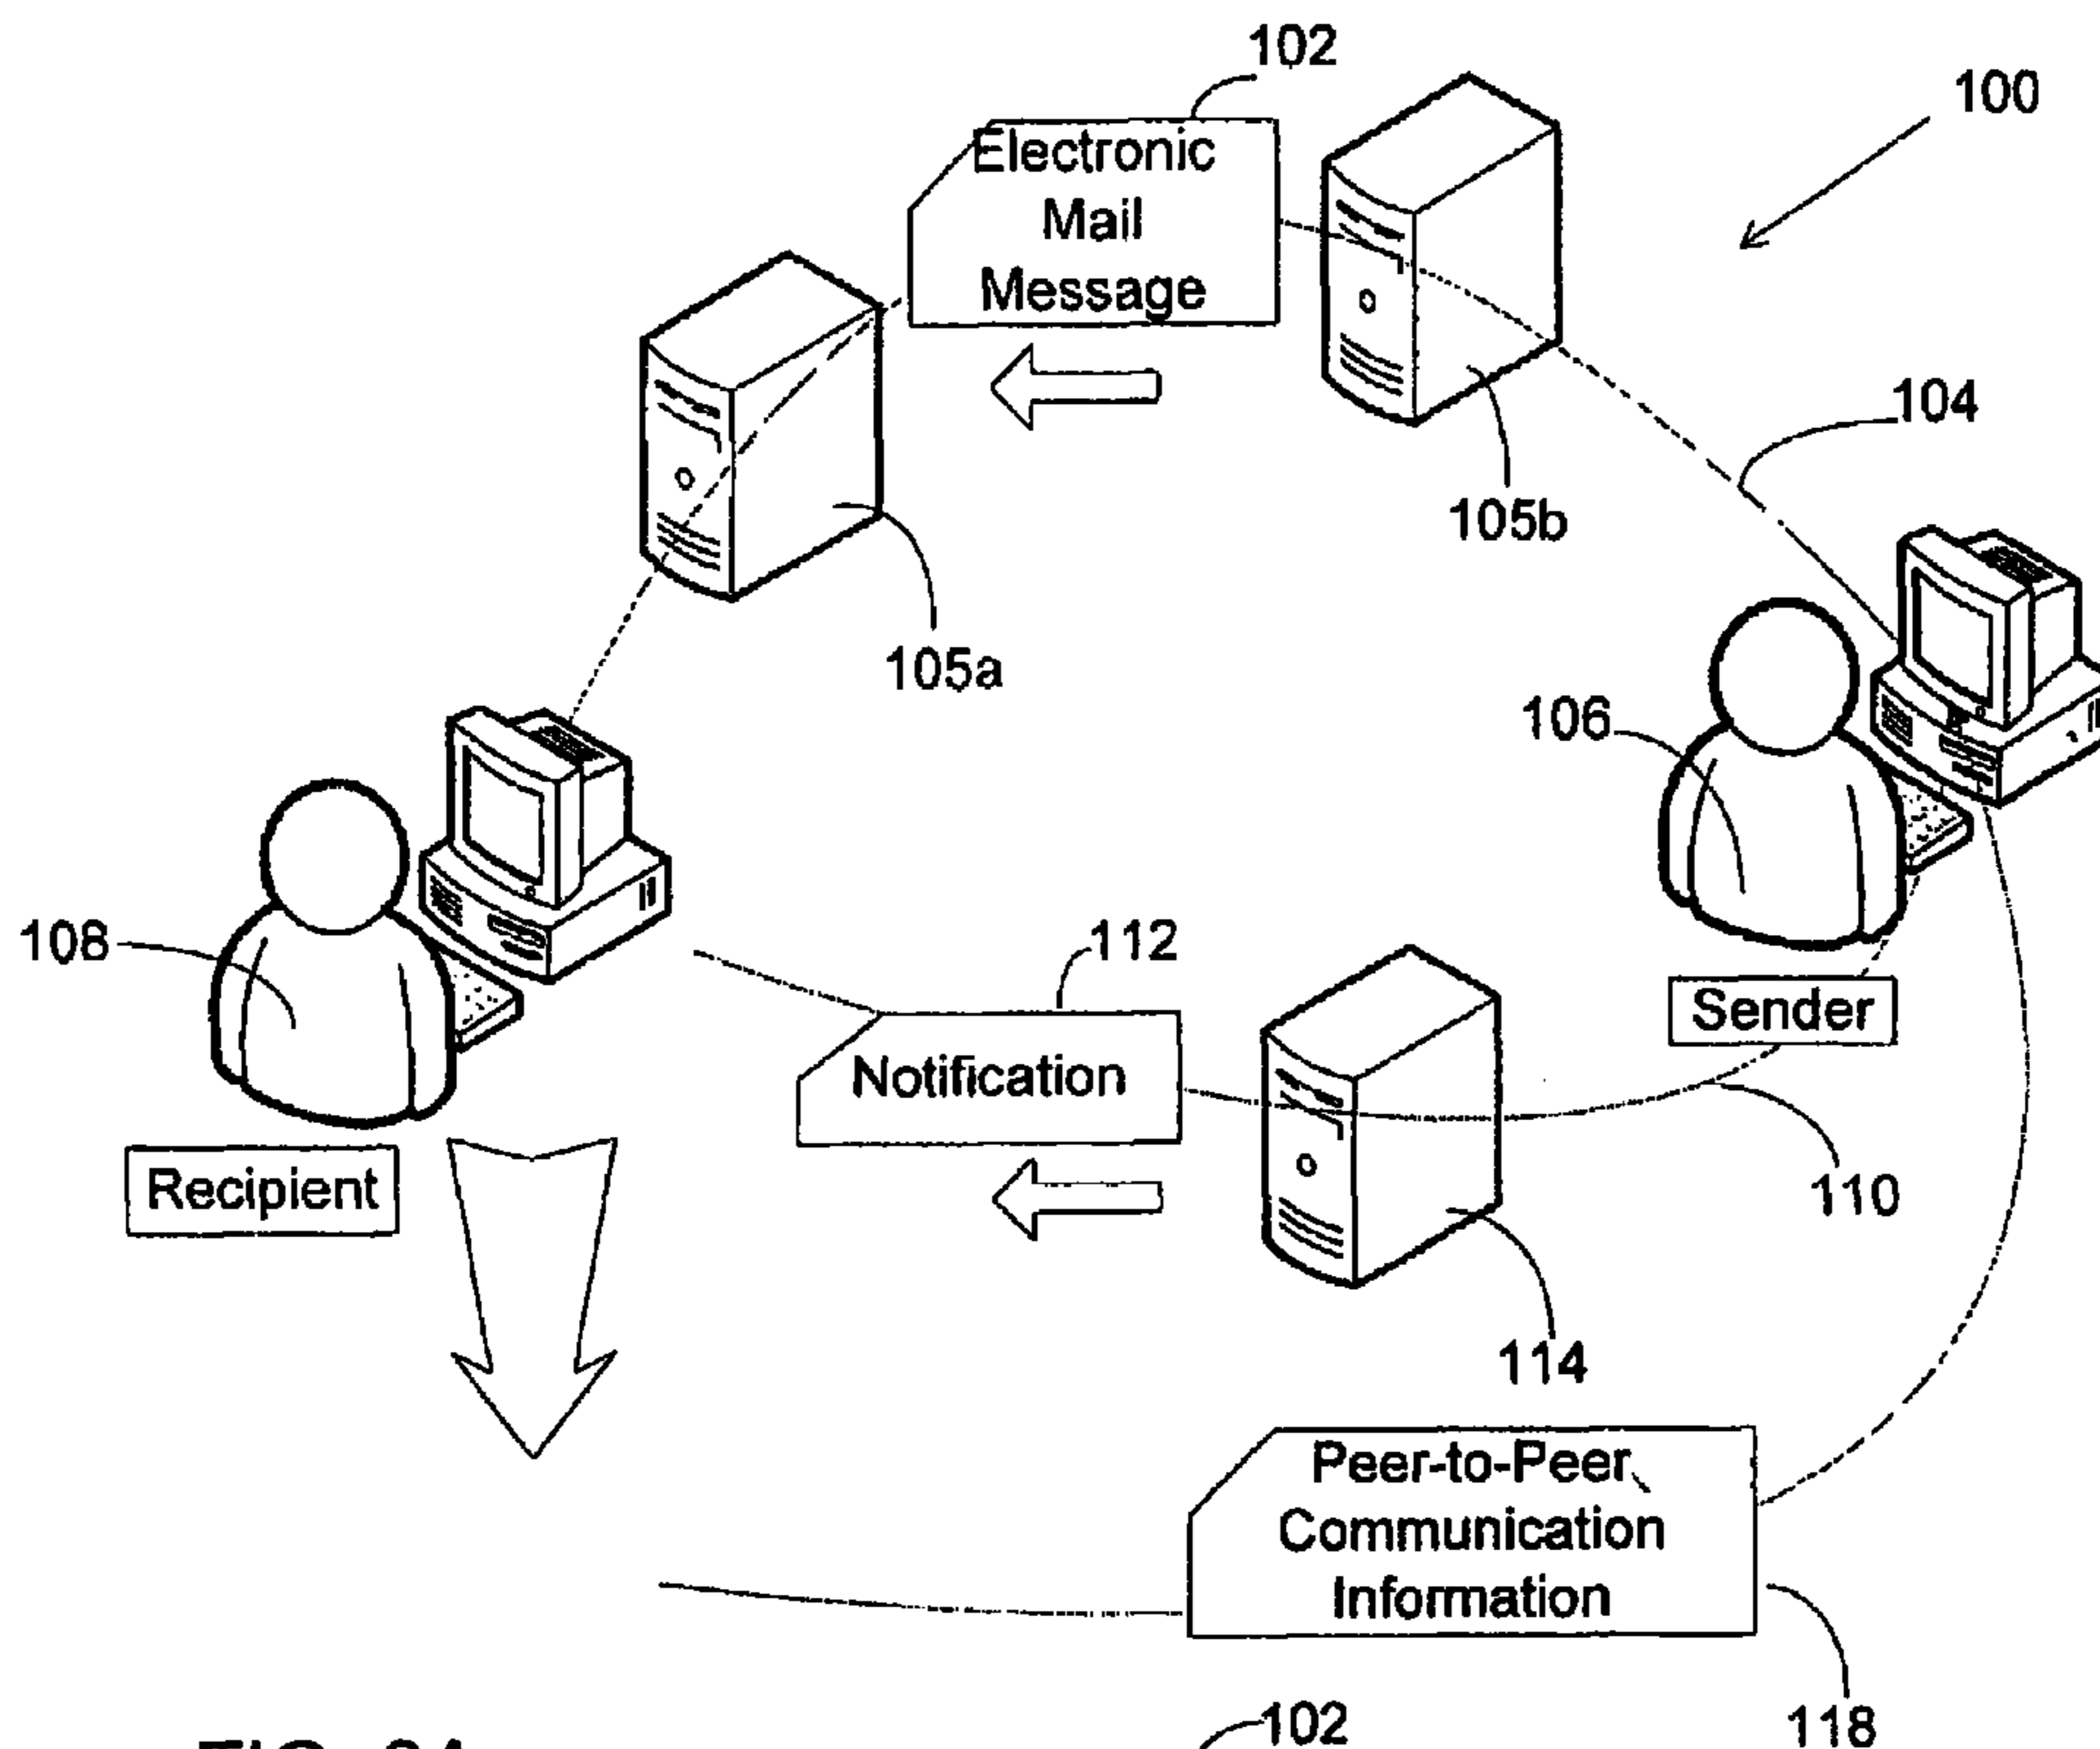 102
100
Electronic
Mail
Message
104
105b
105a
106
108
112
Sender
Notification
Recipient
110
114
Peer-to-Peer
Communication
Information
102
118